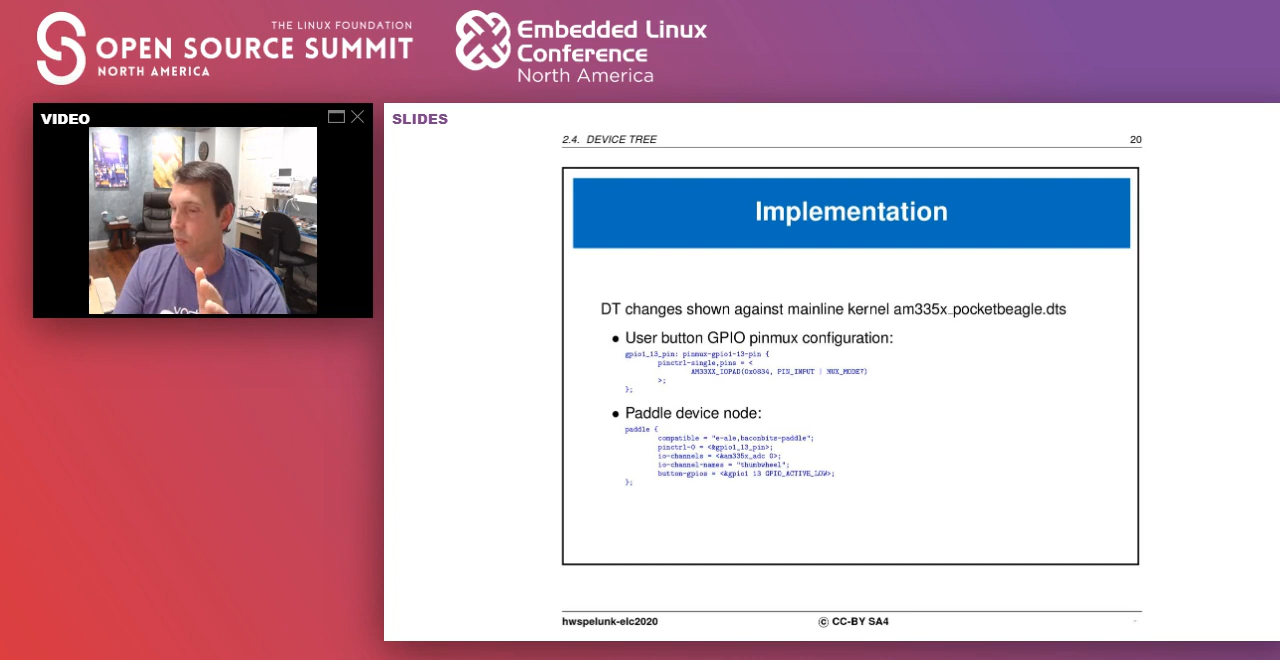 THE LINUX FOUNDATION
OPEN SOURCE SUMMIT
NORTH AMERICA
Embedded Linux
Conference
North America
VIDEO
SLIDES
2.4. DEVICE TREE 20
Implementation
DT changes shown against mainline kernel am335x_pocketbeagle.dts
● User button GPIO pinmux configuration:
gpio1_13_pin: pinmux-gpio1-13-pin {
pinctrl-single,pins = <
AM33XX_IOPAD(0x0834, PIN_INPUT | MUX_MODE7)
>;
};
● Paddle device node:
paddle {
compatible = "e-ale,baconbits-paddle";
pinctrl-0 = <&gpio1_13_pin>;
io-channels = <&am335x_adc 0>;
io-channel-names = "thumbwheel";
button-gpios = <&gpio1 13 GPIO_ACTIVE_LOW>;
};
hwspelunk-elc2020 © CC-BY SA4